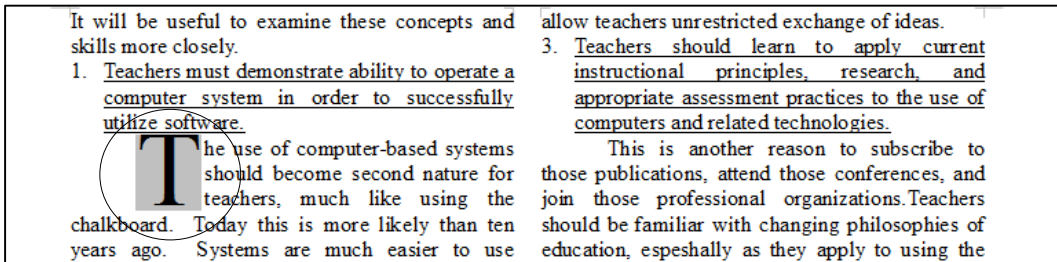 It will be useful to examine these concepts and
skills more closely.
1. Teachers must demonstrate ability to operate a
computer system in order to successfully
utilize software.
The use of computer-based systems
should become second nature for
teachers, much like using the
chalkboard. Today this is more likely than ten
years ago. Systems are much easier to use
allow teachers unrestricted exchange of ideas.
3. Teachers should learn to apply current
instructional principles, research, and
appropriate assessment practices to the use of
computers and related technologies.
This is another reason to subscribe to
those publications, attend those conferences, and
join those professional organizations.Teachers
should be familiar with changing philosophies of
education, espeshally as they apply to using the